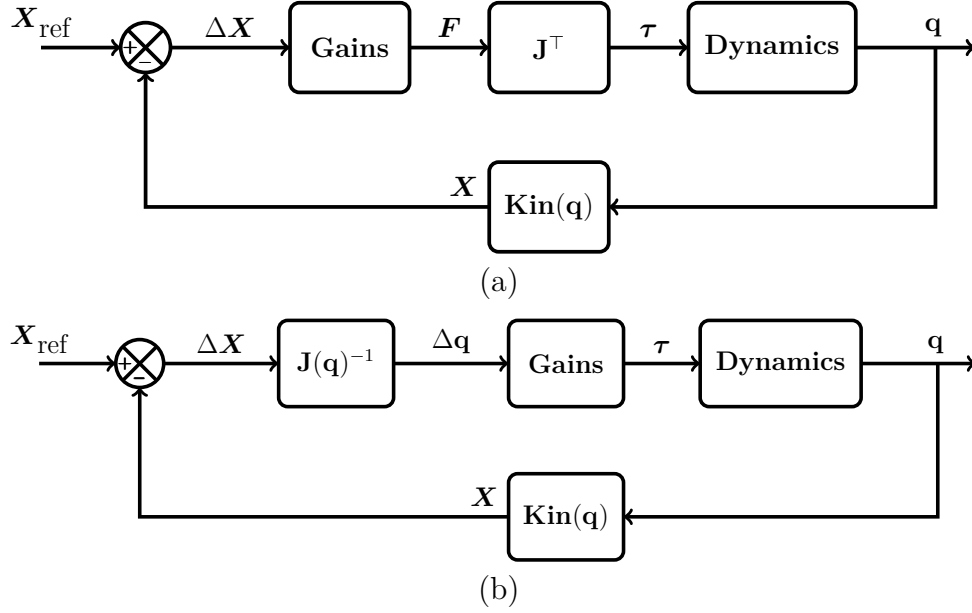 X_ref + − ΔX Gains F J^⊤ τ Dynamics q
X Kin(q)
(a)
X_ref + − ΔX J(q)^{−1} Δq Gains τ Dynamics q
X Kin(q)
(b)